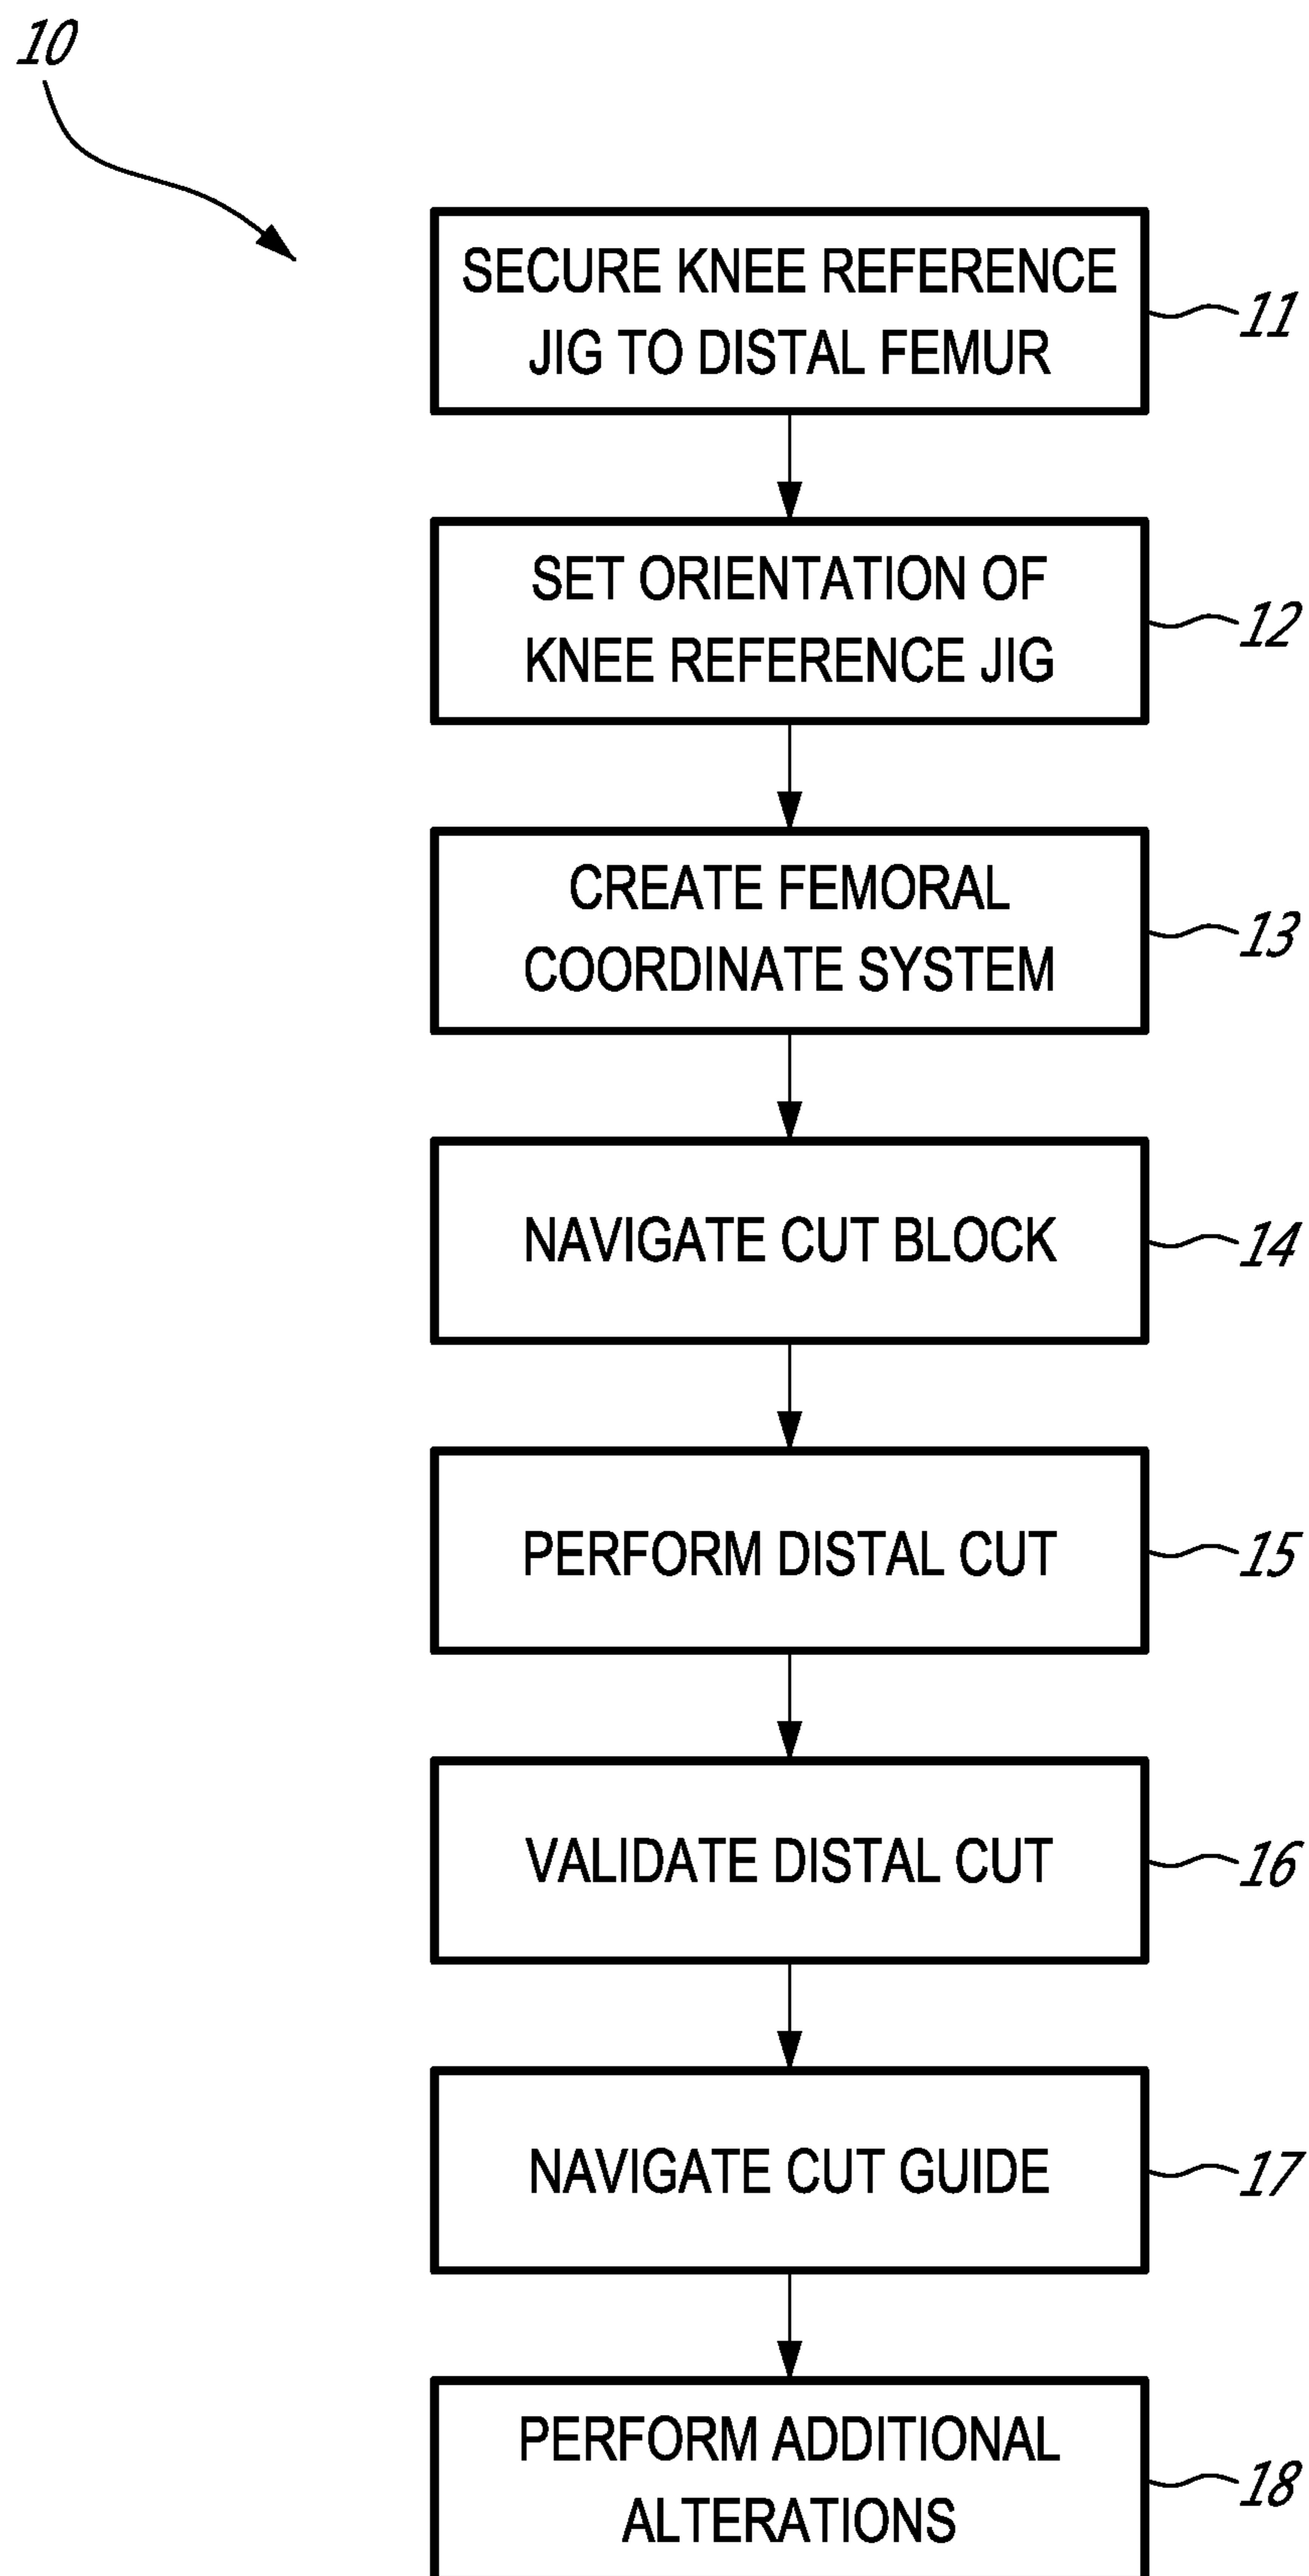 10
SECURE KNEE REFERENCE
JIG TO DISTAL FEMUR
11
SET ORIENTATION OF
KNEE REFERENCE JIG
12
CREATE FEMORAL
COORDINATE SYSTEM
13
NAVIGATE CUT BLOCK
14
PERFORM DISTAL CUT
15
VALIDATE DISTAL CUT
16
NAVIGATE CUT GUIDE
17
PERFORM ADDITIONAL
ALTERATIONS
18